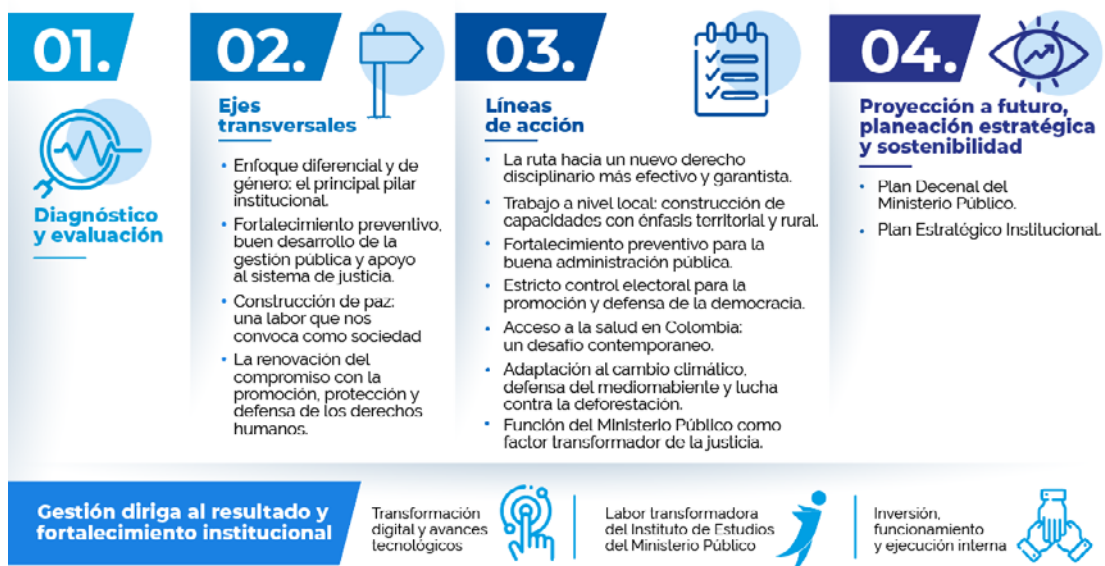 01.
Diagnóstico
y evaluación
02.
Ejes
transversales
• Enfoque diferencial y de
género: el principal pilar
institucional.
• Fortalecimiento preventivo,
buen desarrollo de la
gestión pública y apoyo
al sistema de justicia.
• Construcción de paz:
una labor que nos
convoca como sociedad
• La renovación del
compromiso con la
promoción, protección y
defensa de los derechos
humanos.
03.
Líneas
de acción
• La ruta hacia un nuevo derecho
disciplinario más efectivo y garantista.
• Trabajo a nivel local: construcción de
capacidades con énfasis territorial y rural.
• Fortalecimiento preventivo para la
buena administración pública.
• Estricto control electoral para la
promoción y defensa de la democracia.
• Acceso a la salud en Colombia:
un desafío contemporaneo.
• Adaptación al cambio climático,
defensa del mediomabiente y lucha
contra la deforestación.
• Función del Ministerio Público como
factor transformador de la justicia.
04.
Proyección a futuro,
planeación estratégica
y sostenibilidad
• Plan Decenal del
Ministerio Público.
• Plan Estratégico Institucional.
Gestión diriga al resultado y
fortalecimiento institucional
Transformación
digital y avances
tecnológicos
Labor transformadora
del Instituto de Estudios
del Ministerio Público
Inversión,
funcionamiento
y ejecución interna